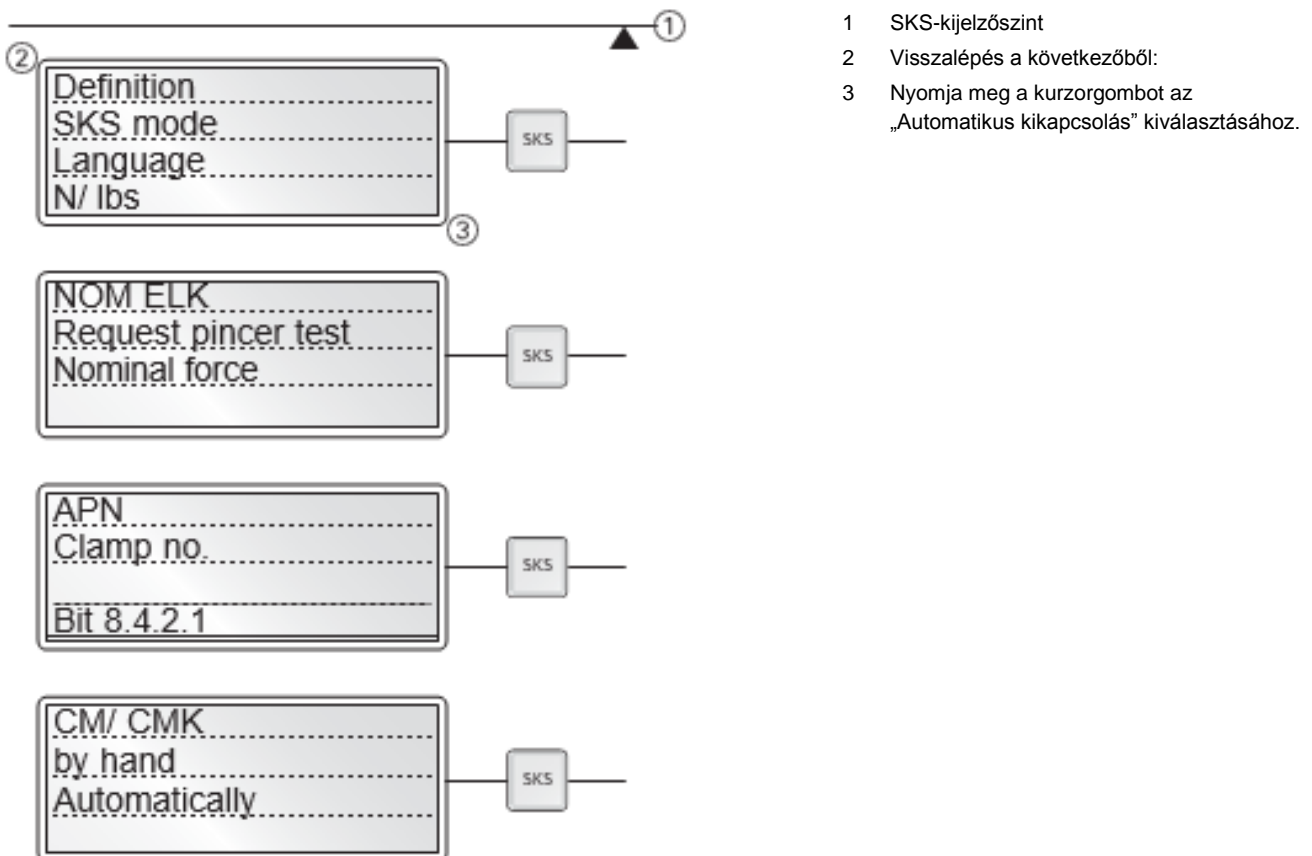 ①
②
Definition
SKS mode
Language
N/ lbs
SKS
③
NOM ELK
Request pincer test
Nominal force
SKS
APN
Clamp no.
Bit 8.4.2.1
SKS
CM/ CMK
by hand
Automatically
SKS
1 SKS-kijelzőszint
2 Visszalépés a következőből:
3 Nyomja meg a kurzorgombot az
„Automatikus kikapcsolás” kiválasztásához.